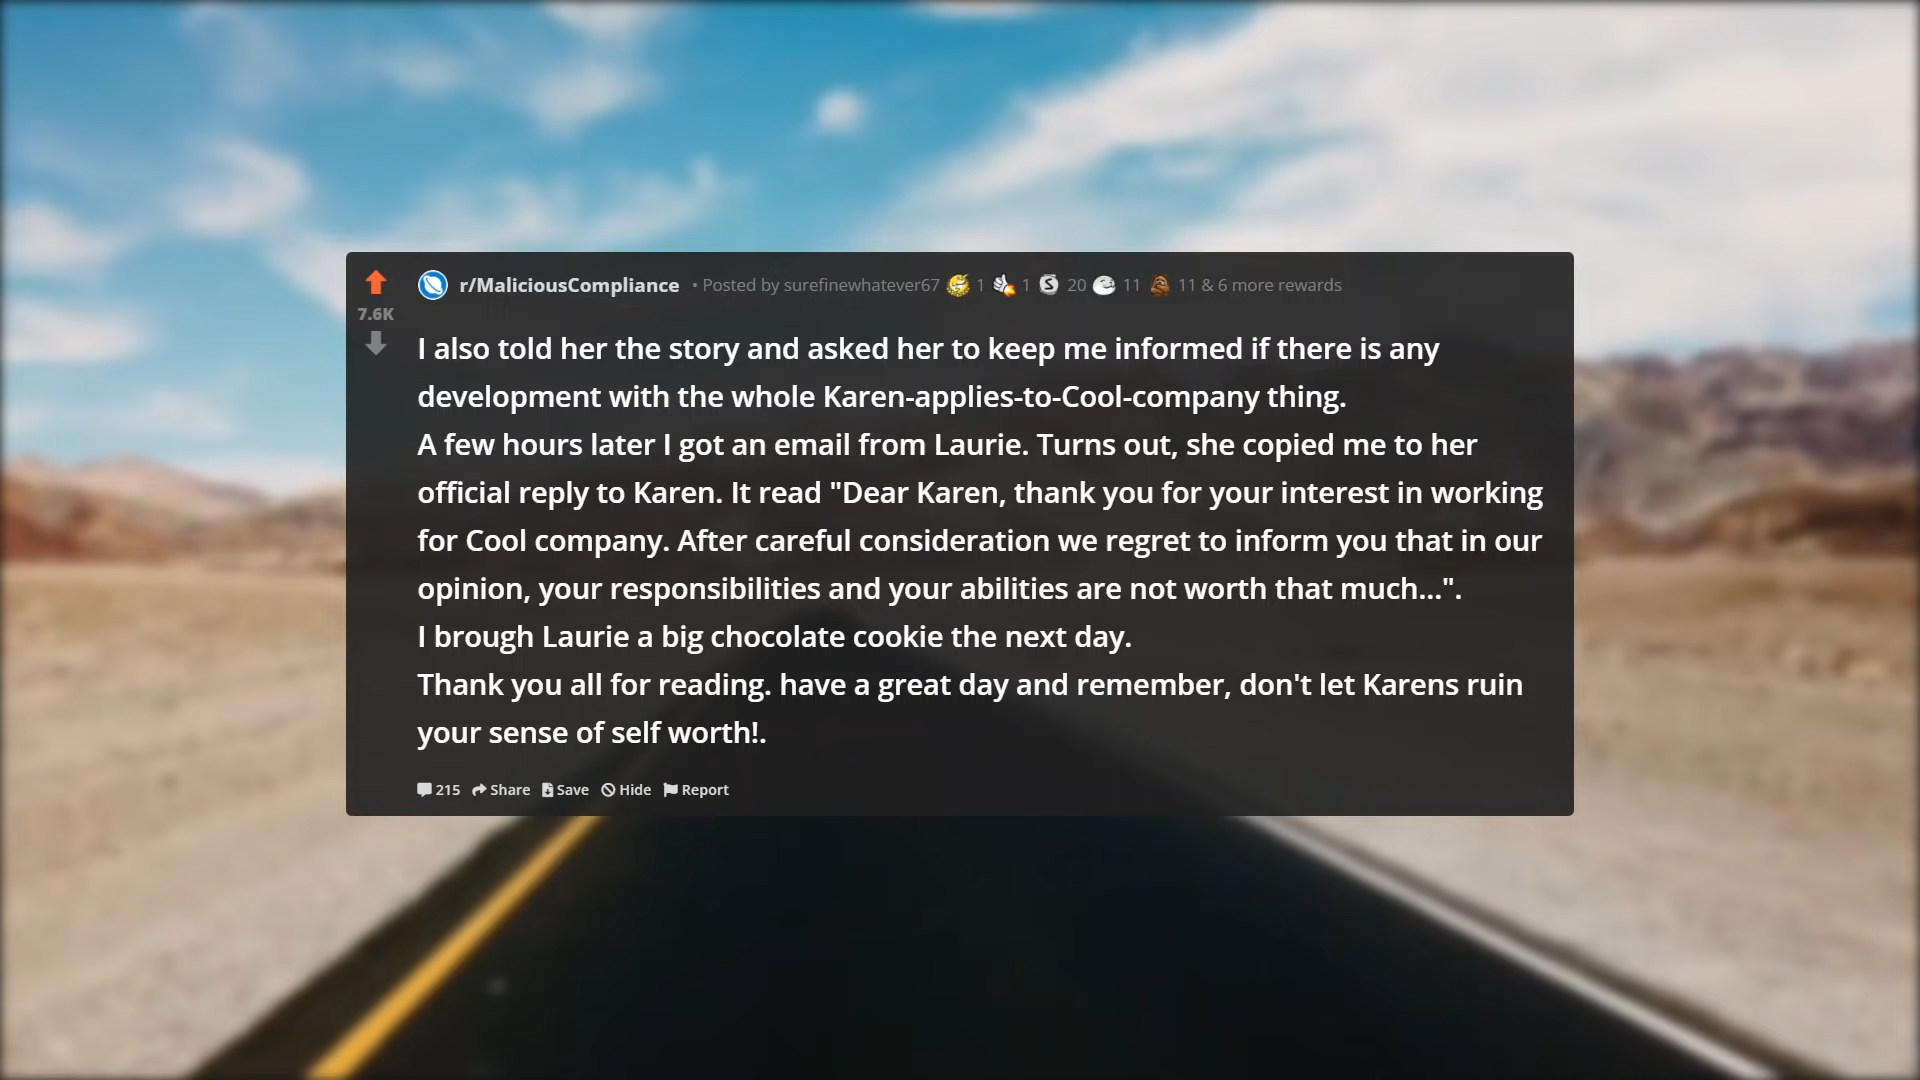 r/MaliciousCompliance • Posted by surefinewhatever67 1 1 20 11 11 & 6 more rewards
7.6K
I also told her the story and asked her to keep me informed if there is any
development with the whole Karen-applies-to-Cool-company thing.
A few hours later I got an email from Laurie. Turns out, she copied me to her
official reply to Karen. It read "Dear Karen, thank you for your interest in working
for Cool company. After careful consideration we regret to inform you that in our
opinion, your responsibilities and your abilities are not worth that much...".
I brough Laurie a big chocolate cookie the next day.
Thank you all for reading. have a great day and remember, don't let Karens ruin
your sense of self worth!.
215 Share Save Hide Report